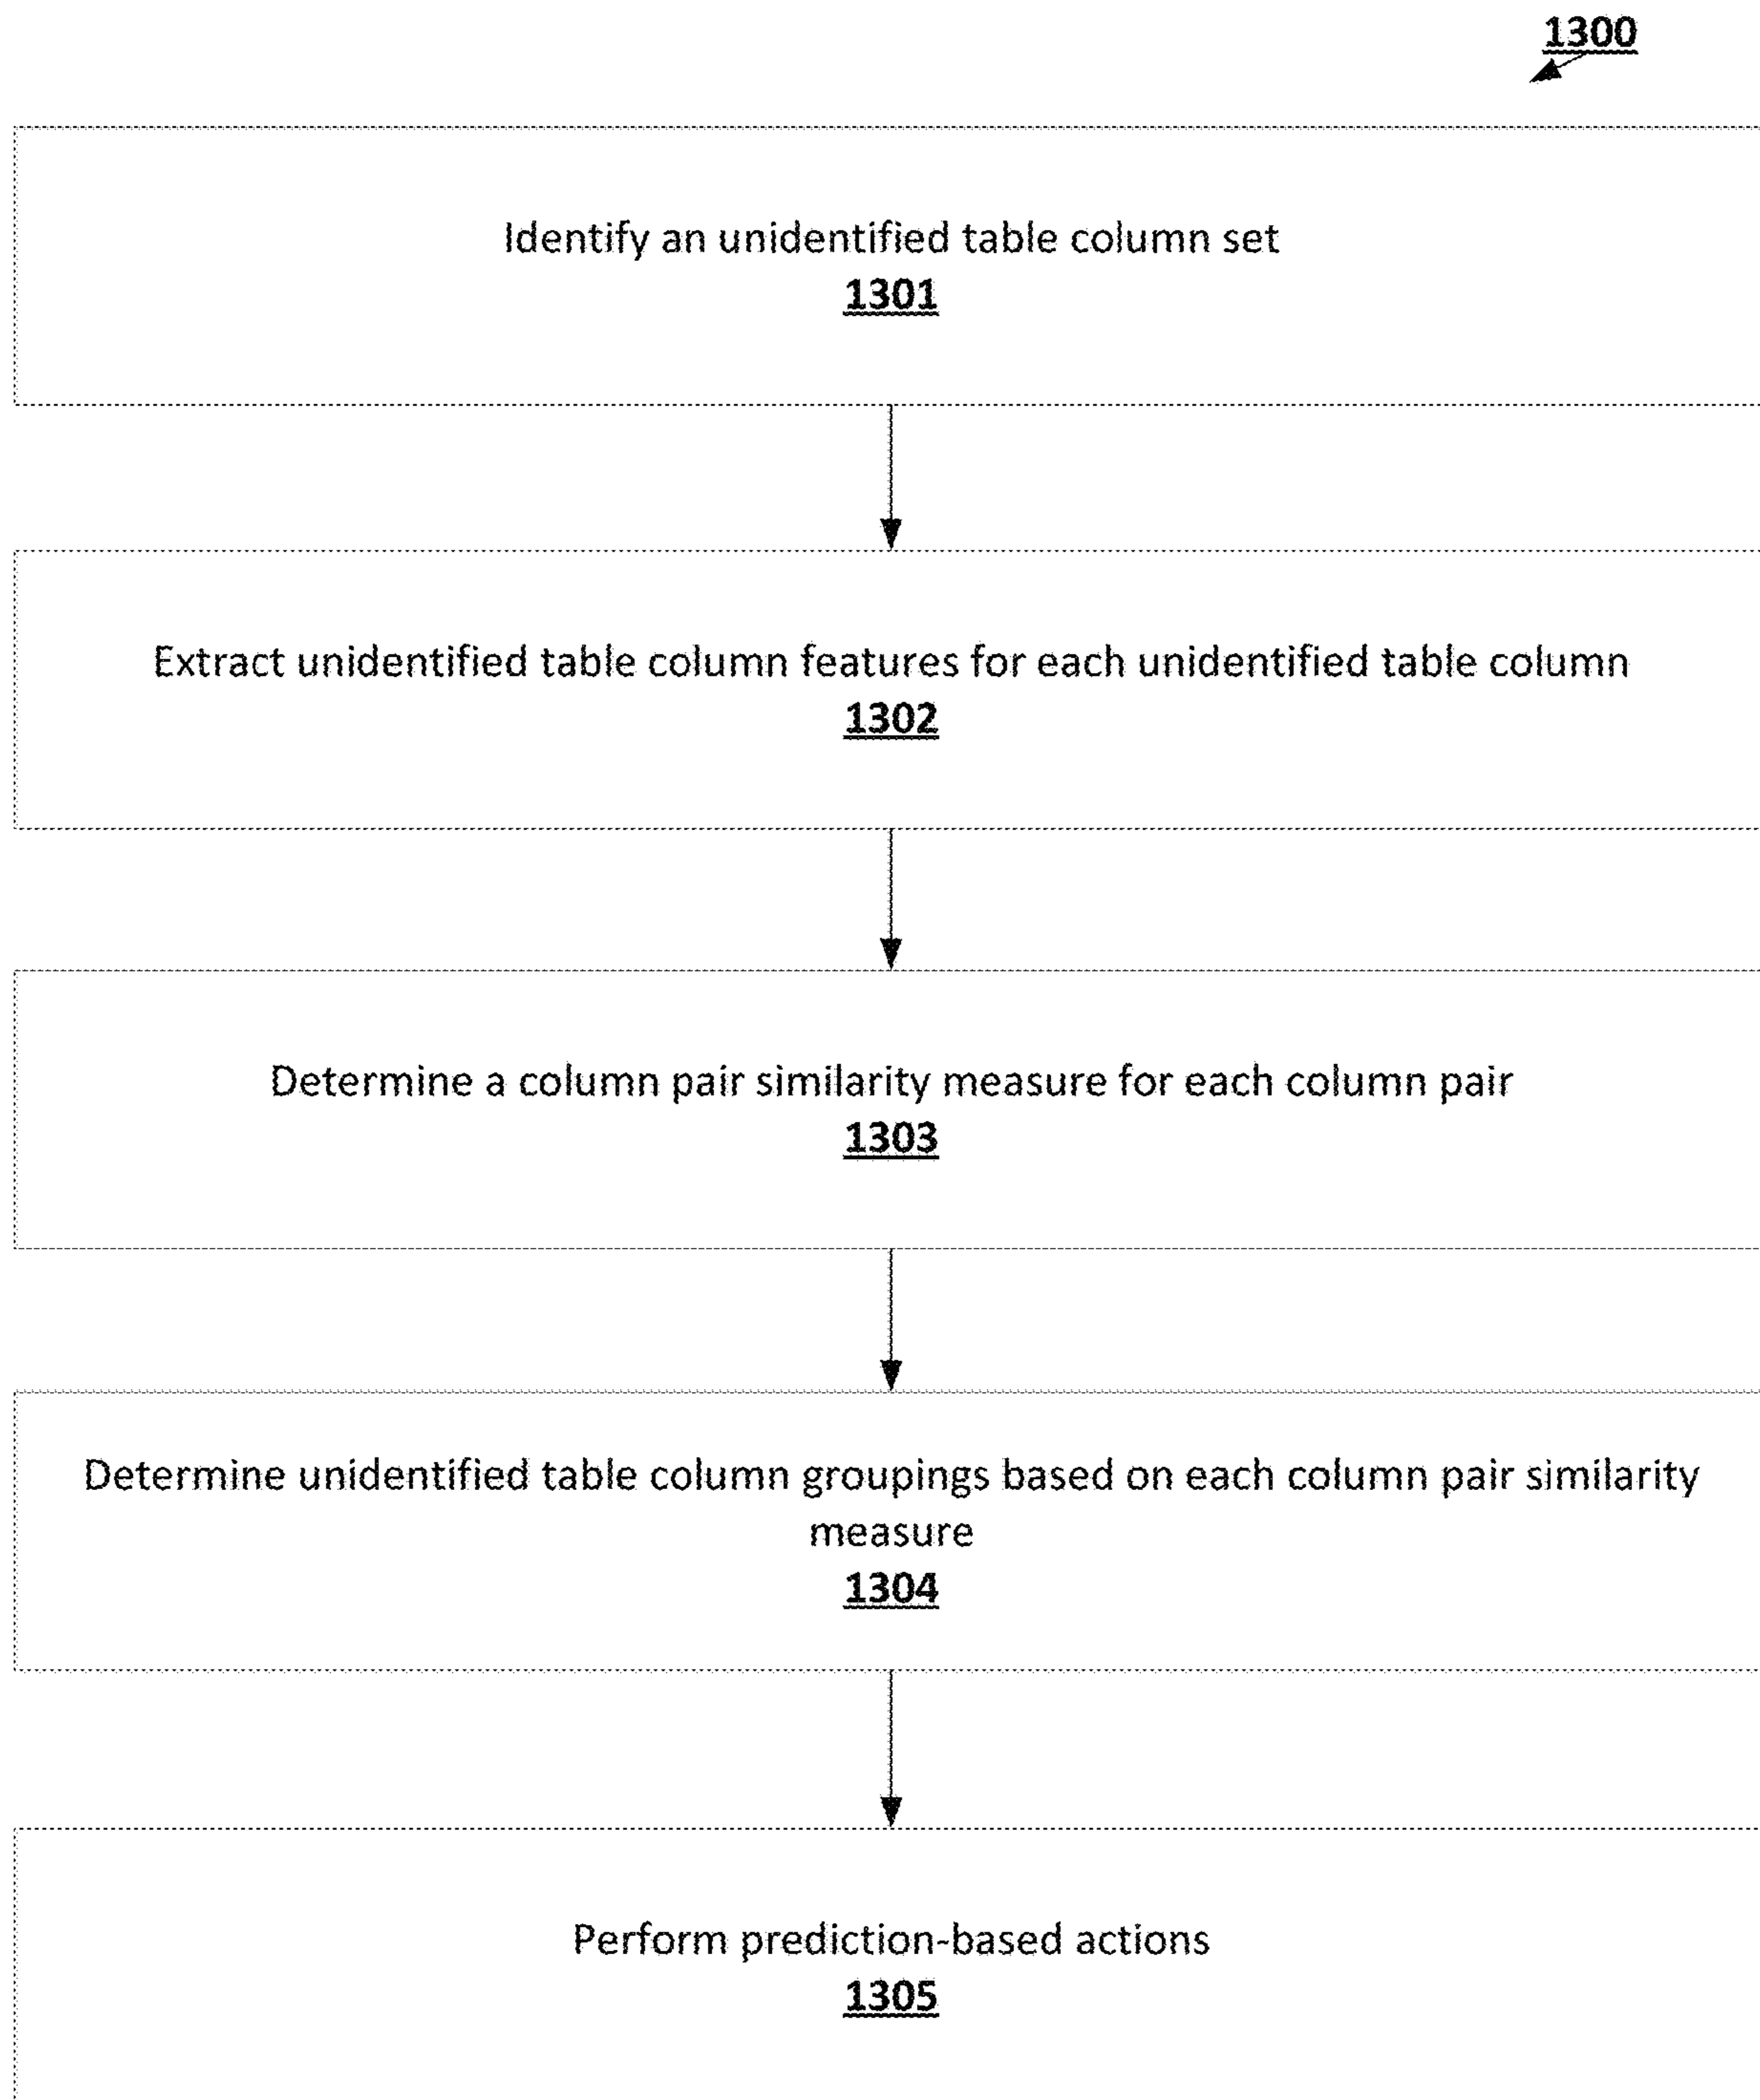 1300
Identify an unidentified table column set
1301
Extract unidentified table column features for each unidentified table column
1302
Determine a column pair similarity measure for each column pair
1303
Determine unidentified table column groupings based on each column pair similarity
measure
1304
Perform prediction-based actions
1305